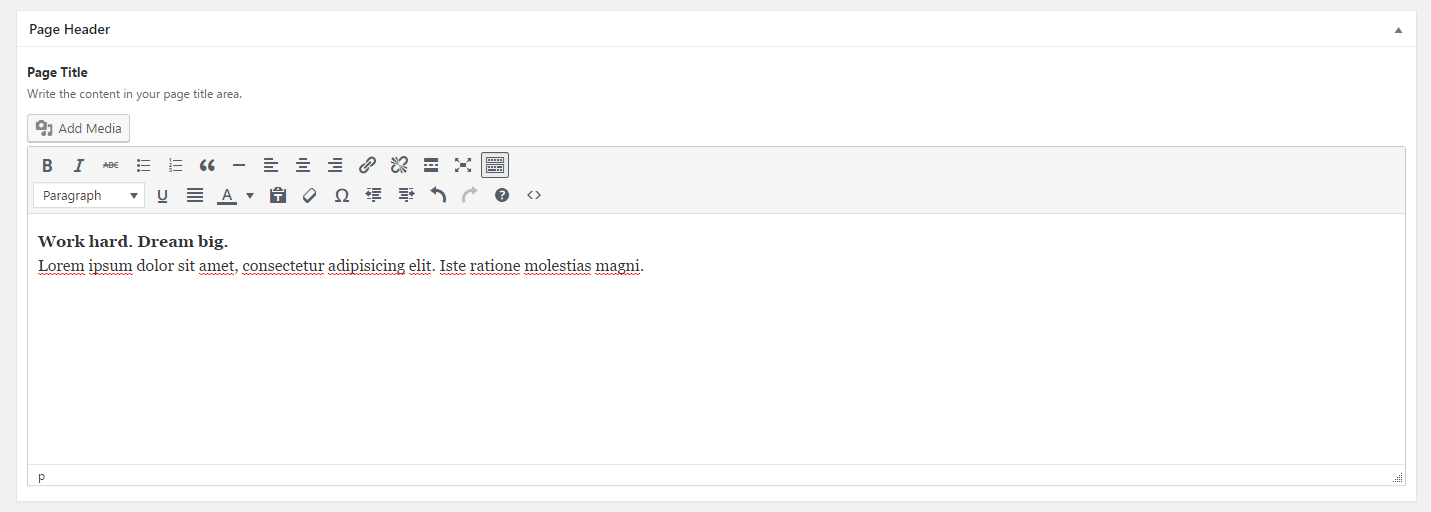 Page Header
Page Title
Write the content in your page title area.
Add Media
B I ABC
Paragraph U A Ω ?
Work hard. Dream big.
Lorem ipsum dolor sit amet, consectetur adipisicing elit. Iste ratione molestias magni.
p